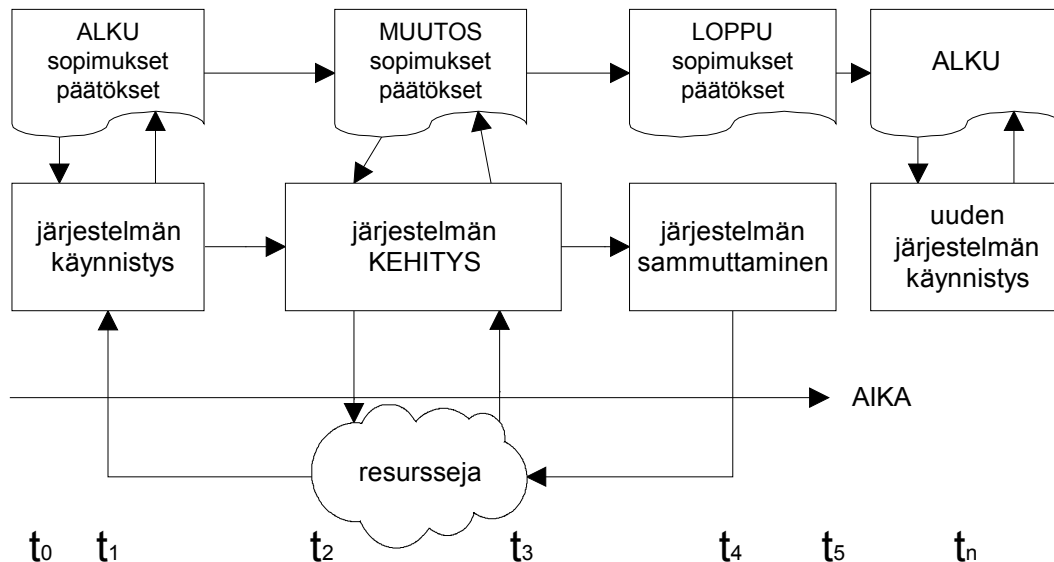 ALKU
sopimukset
päätökset
MUUTOS
sopimukset
päätökset
LOPPU
sopimukset
päätökset
ALKU
järjestelmän
käynnistys
järjestelmän
KEHITYS
järjestelmän
sammuttaminen
uuden
järjestelmän
käynnistys
AIKA
resursseja
t0 t1 t2 t3 t4 t5 tn